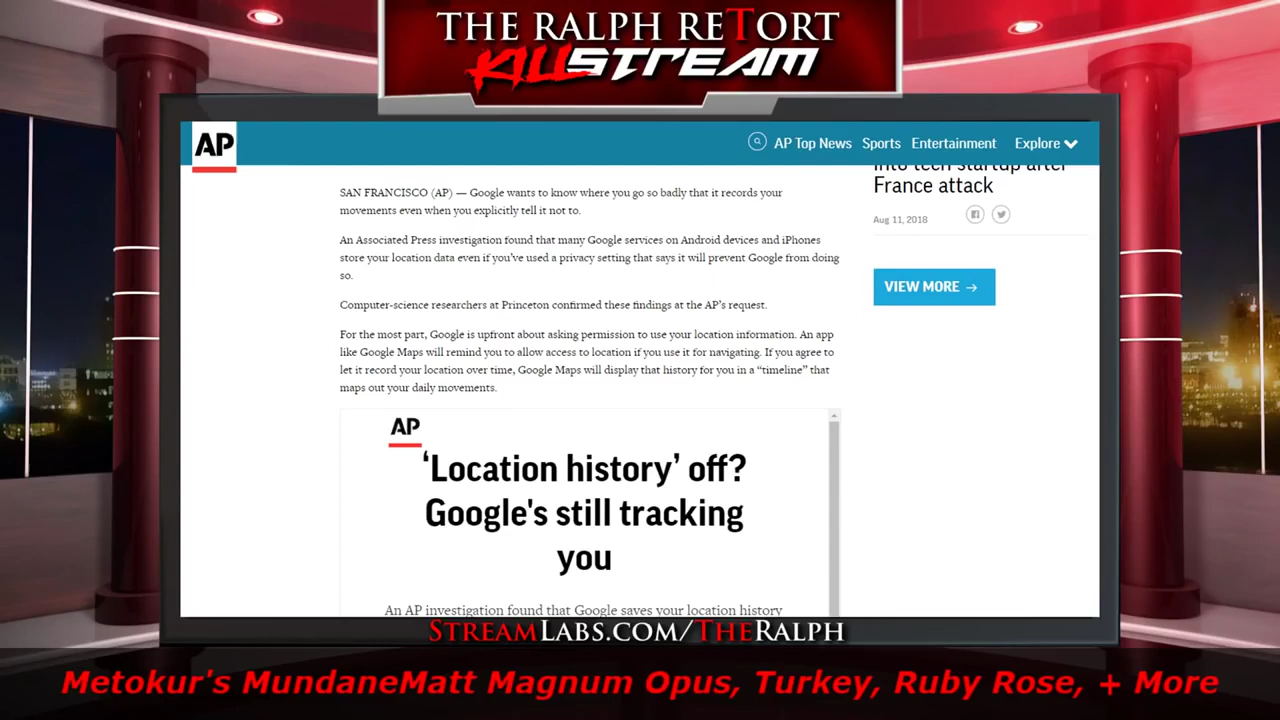 THE RALPH RETORT
KILLSTREAM
AP
AP Top News Sports Entertainment Explore
into tech startup after
France attack
Aug 11, 2018
VIEW MORE →
SAN FRANCISCO (AP) — Google wants to know where you go so badly that it records your
movements even when you explicitly tell it not to.
An Associated Press investigation found that many Google services on Android devices and iPhones
store your location data even if you’ve used a privacy setting that says it will prevent Google from doing
so.
Computer-science researchers at Princeton confirmed these findings at the AP’s request.
For the most part, Google is upfront about asking permission to use your location information. An app
like Google Maps will remind you to allow access to location if you use it for navigating. If you agree to
let it record your location over time, Google Maps will display that history for you in a “timeline” that
maps out your daily movements.
AP
‘Location history’ off?
Google's still tracking
you
An AP investigation found that Google saves your location history
STREAMLABS.COM/THERALPH
Metokur's MundaneMatt Magnum Opus, Turkey, Ruby Rose, + More